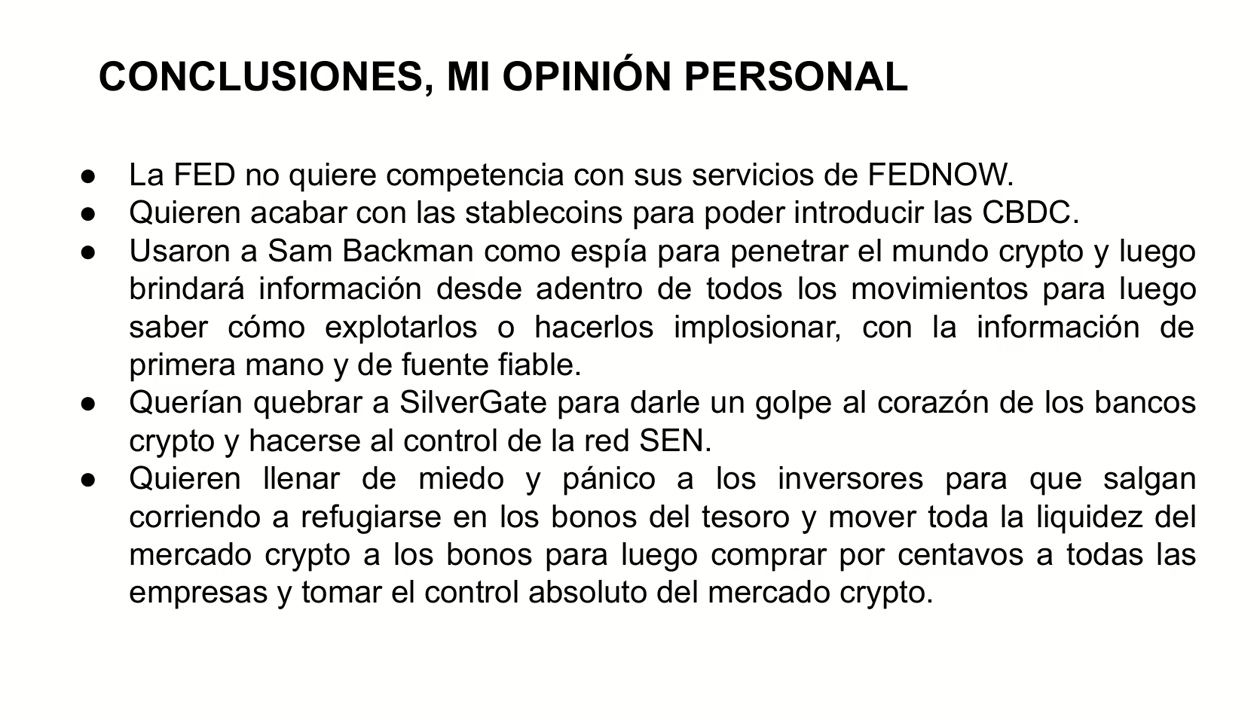 CONCLUSIONES, MI OPINIÓN PERSONAL
● La FED no quiere competencia con sus servicios de FEDNOW.
● Quieren acabar con las stablecoins para poder introducir las CBDC.
● Usaron a Sam Backman como espía para penetrar el mundo crypto y luego
brindará información desde adentro de todos los movimientos para luego
saber cómo explotarlos o hacerlos implosionar, con la información de
primera mano y de fuente fiable.
● Querían quebrar a SilverGate para darle un golpe al corazón de los bancos
crypto y hacerse al control de la red SEN.
● Quieren llenar de miedo y pánico a los inversores para que salgan
corriendo a refugiarse en los bonos del tesoro y mover toda la liquidez del
mercado crypto a los bonos para luego comprar por centavos a todas las
empresas y tomar el control absoluto del mercado crypto.